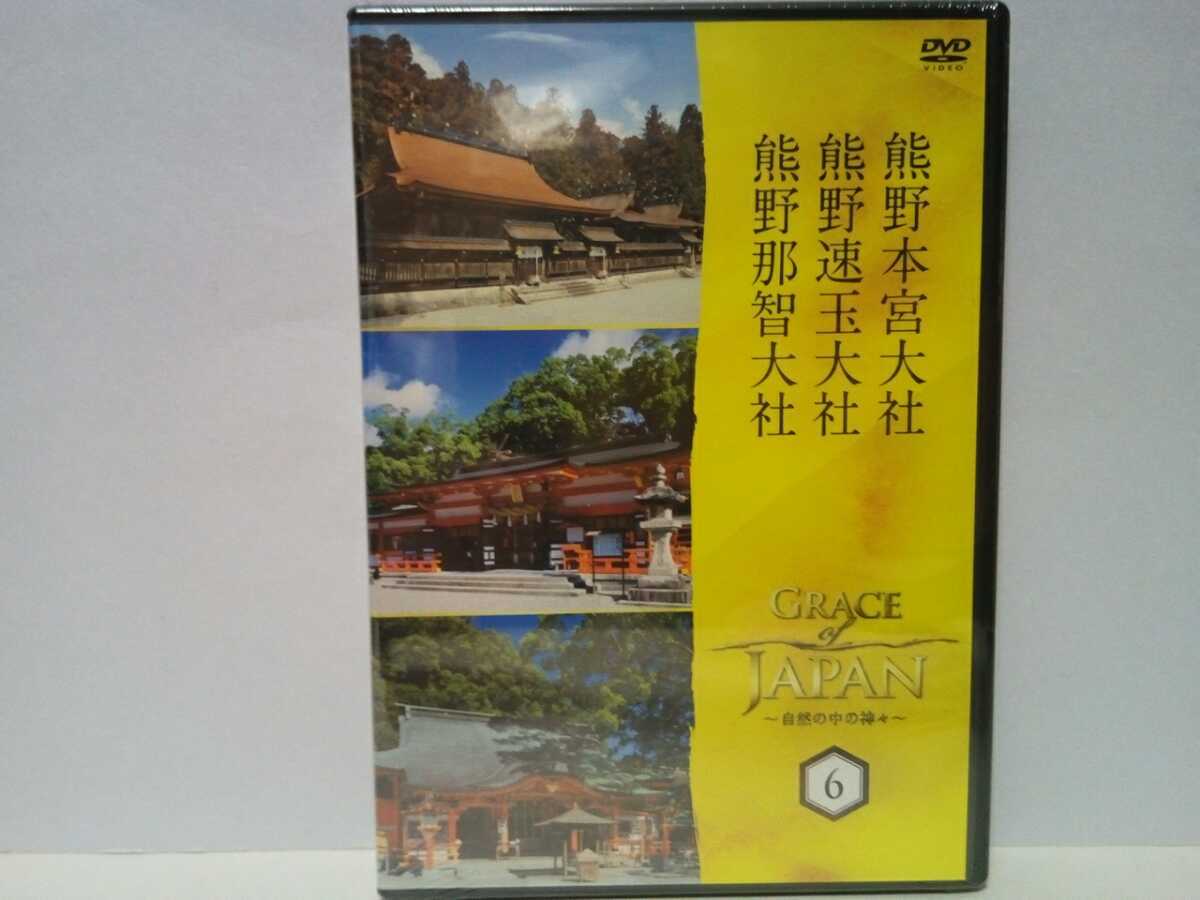 DVD
VIDEO
熊野本宮大社
熊野速玉大社
熊野那智大社
GRACE
of
JAPAN
～自然の中の神々～
6